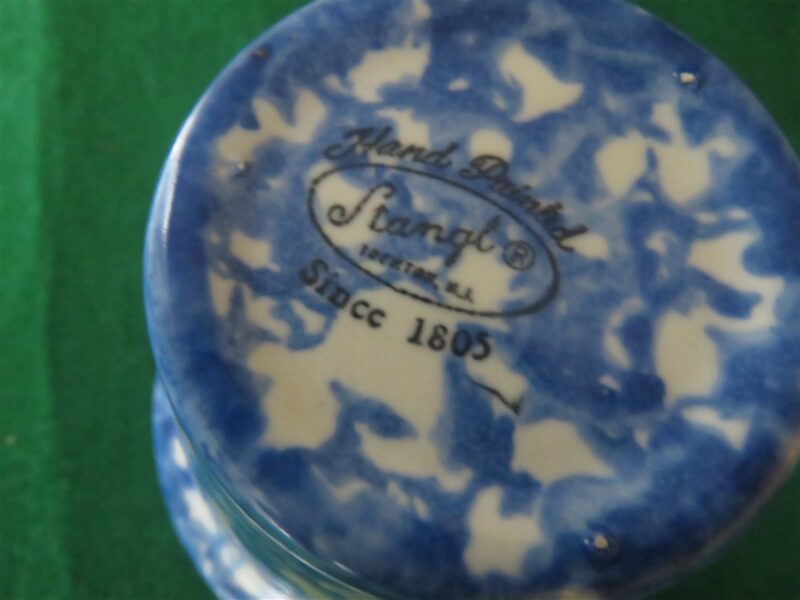 Hand Painted
Stangl®
TRENTON, N.J.
Since 1805